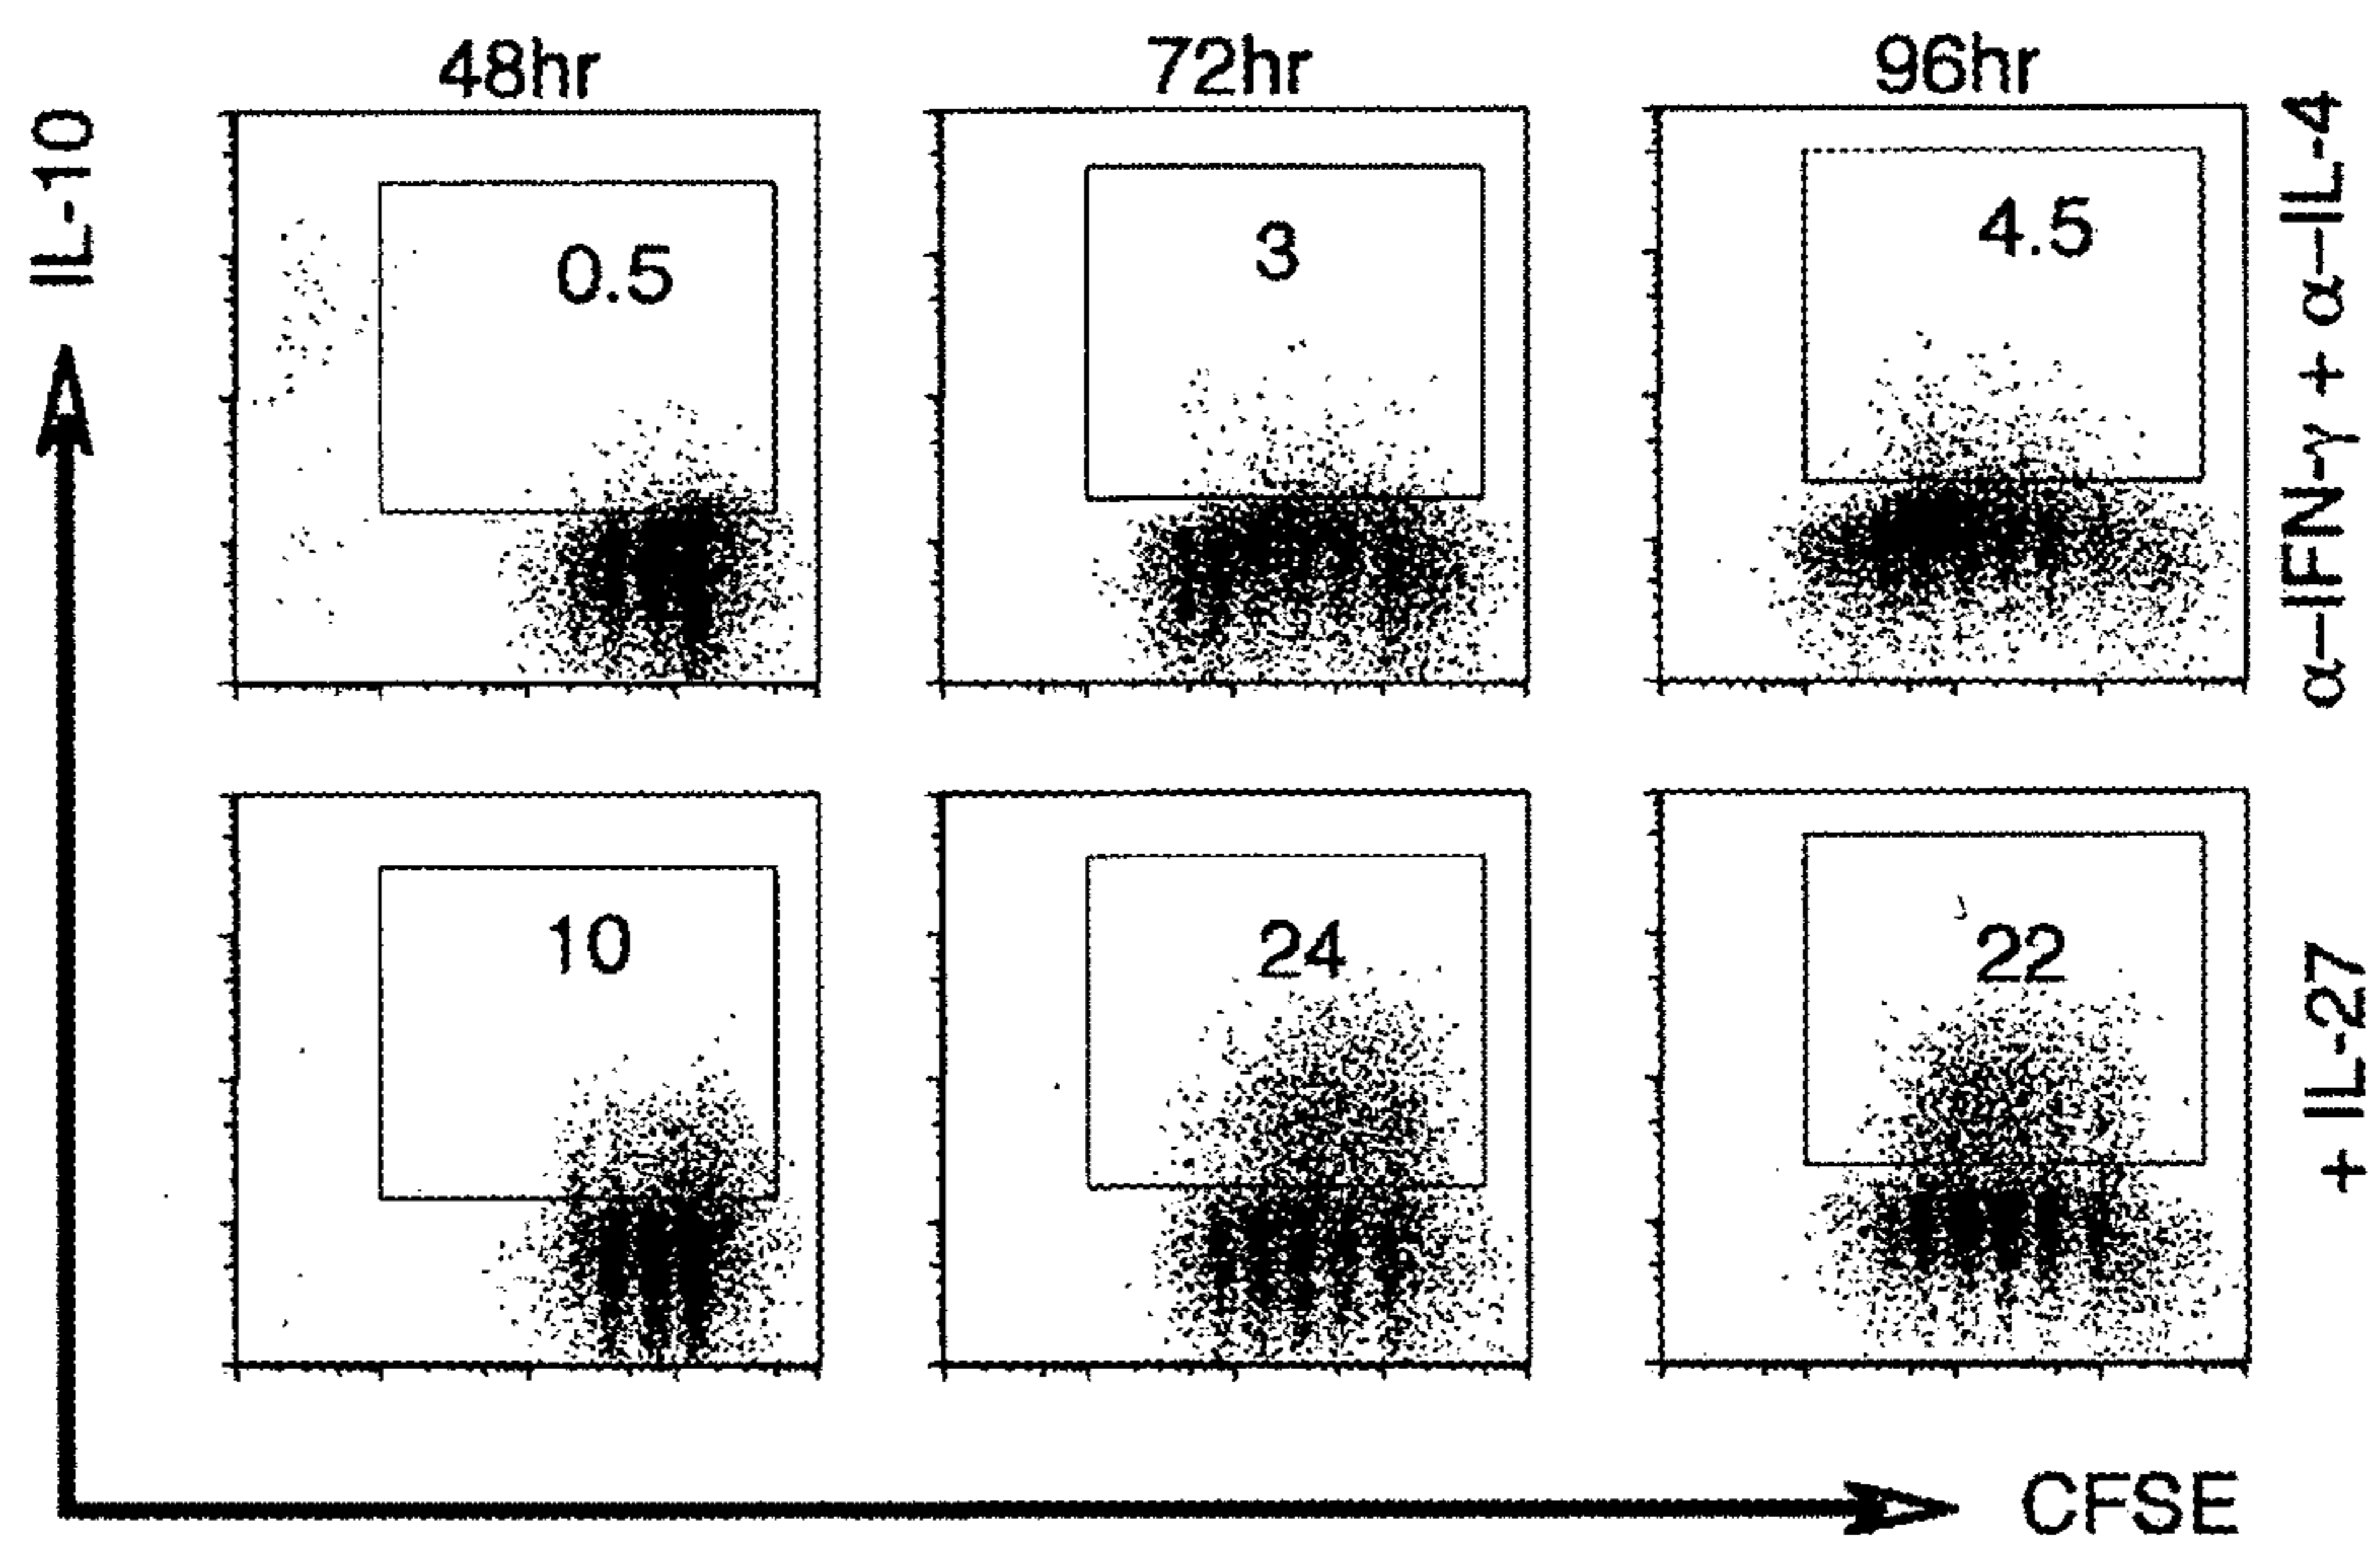 48hr 72hr 96hr
IL-10
0.5 3 4.5
α–IFN-γ + α–IL-4
10 24 22
+ IL-27
CFSE